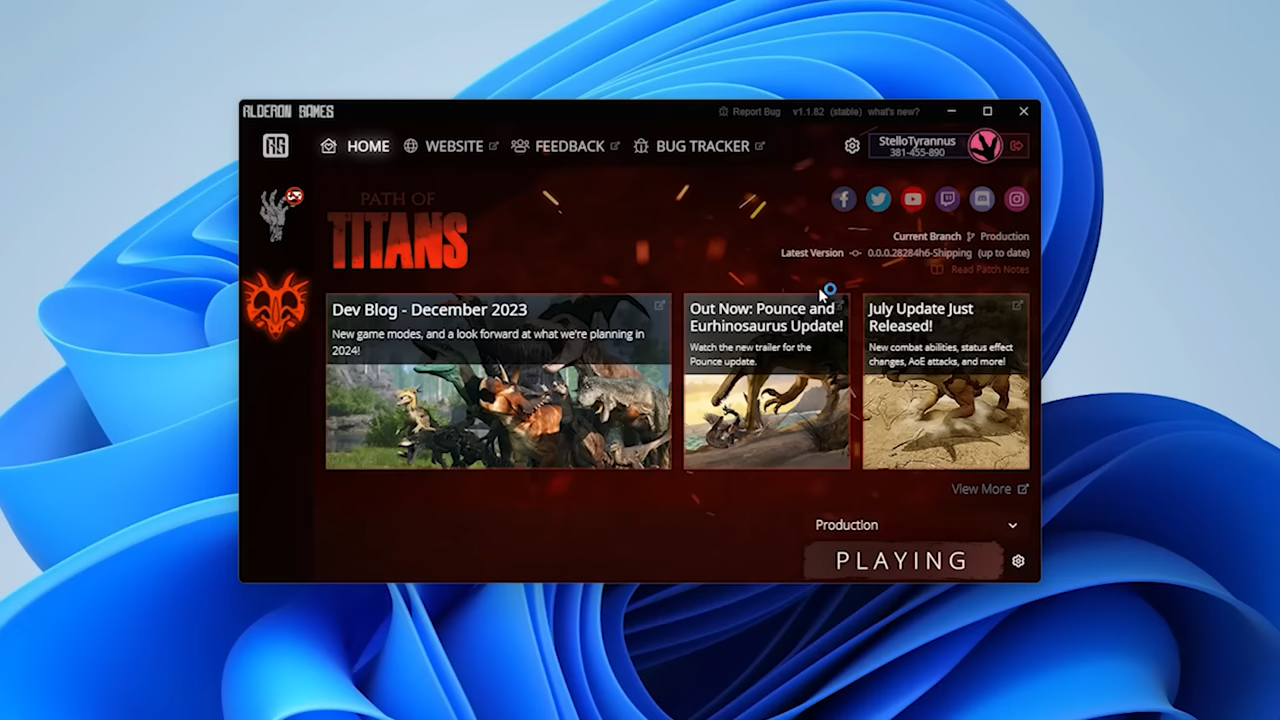 ALDERON GAMES
Report Bug v1.1.82 (stable) what's new?
HOME WEBSITE FEEDBACK BUG TRACKER
StelloTyrannus
381-455-890
PATH OF
TITANS
Current Branch Production
Latest Version 0.0.0.28284h6-Shipping (up to date)
Read Patch Notes
Dev Blog - December 2023
New game modes, and a look forward at what we're planning in
2024!
Out Now: Pounce and
Eurhinosaurus Update!
Watch the new trailer for the
Pounce update.
July Update Just
Released!
New combat abilities, status effect
changes, AoE attacks, and more!
View More
Production
PLAYING